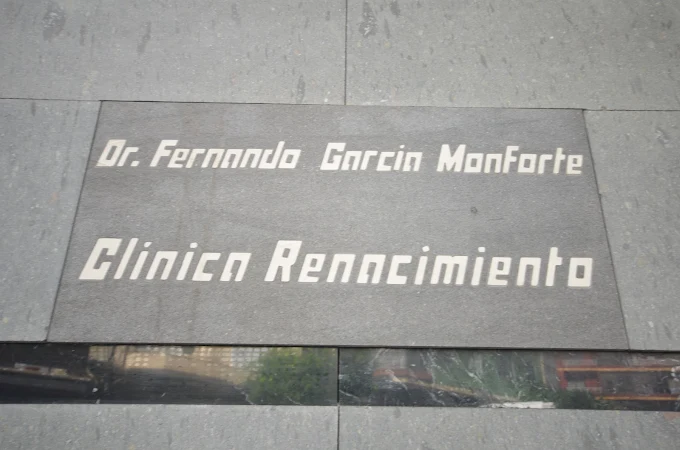 Dr. Fernando Garcia Monforte
Clinica Renacimiento